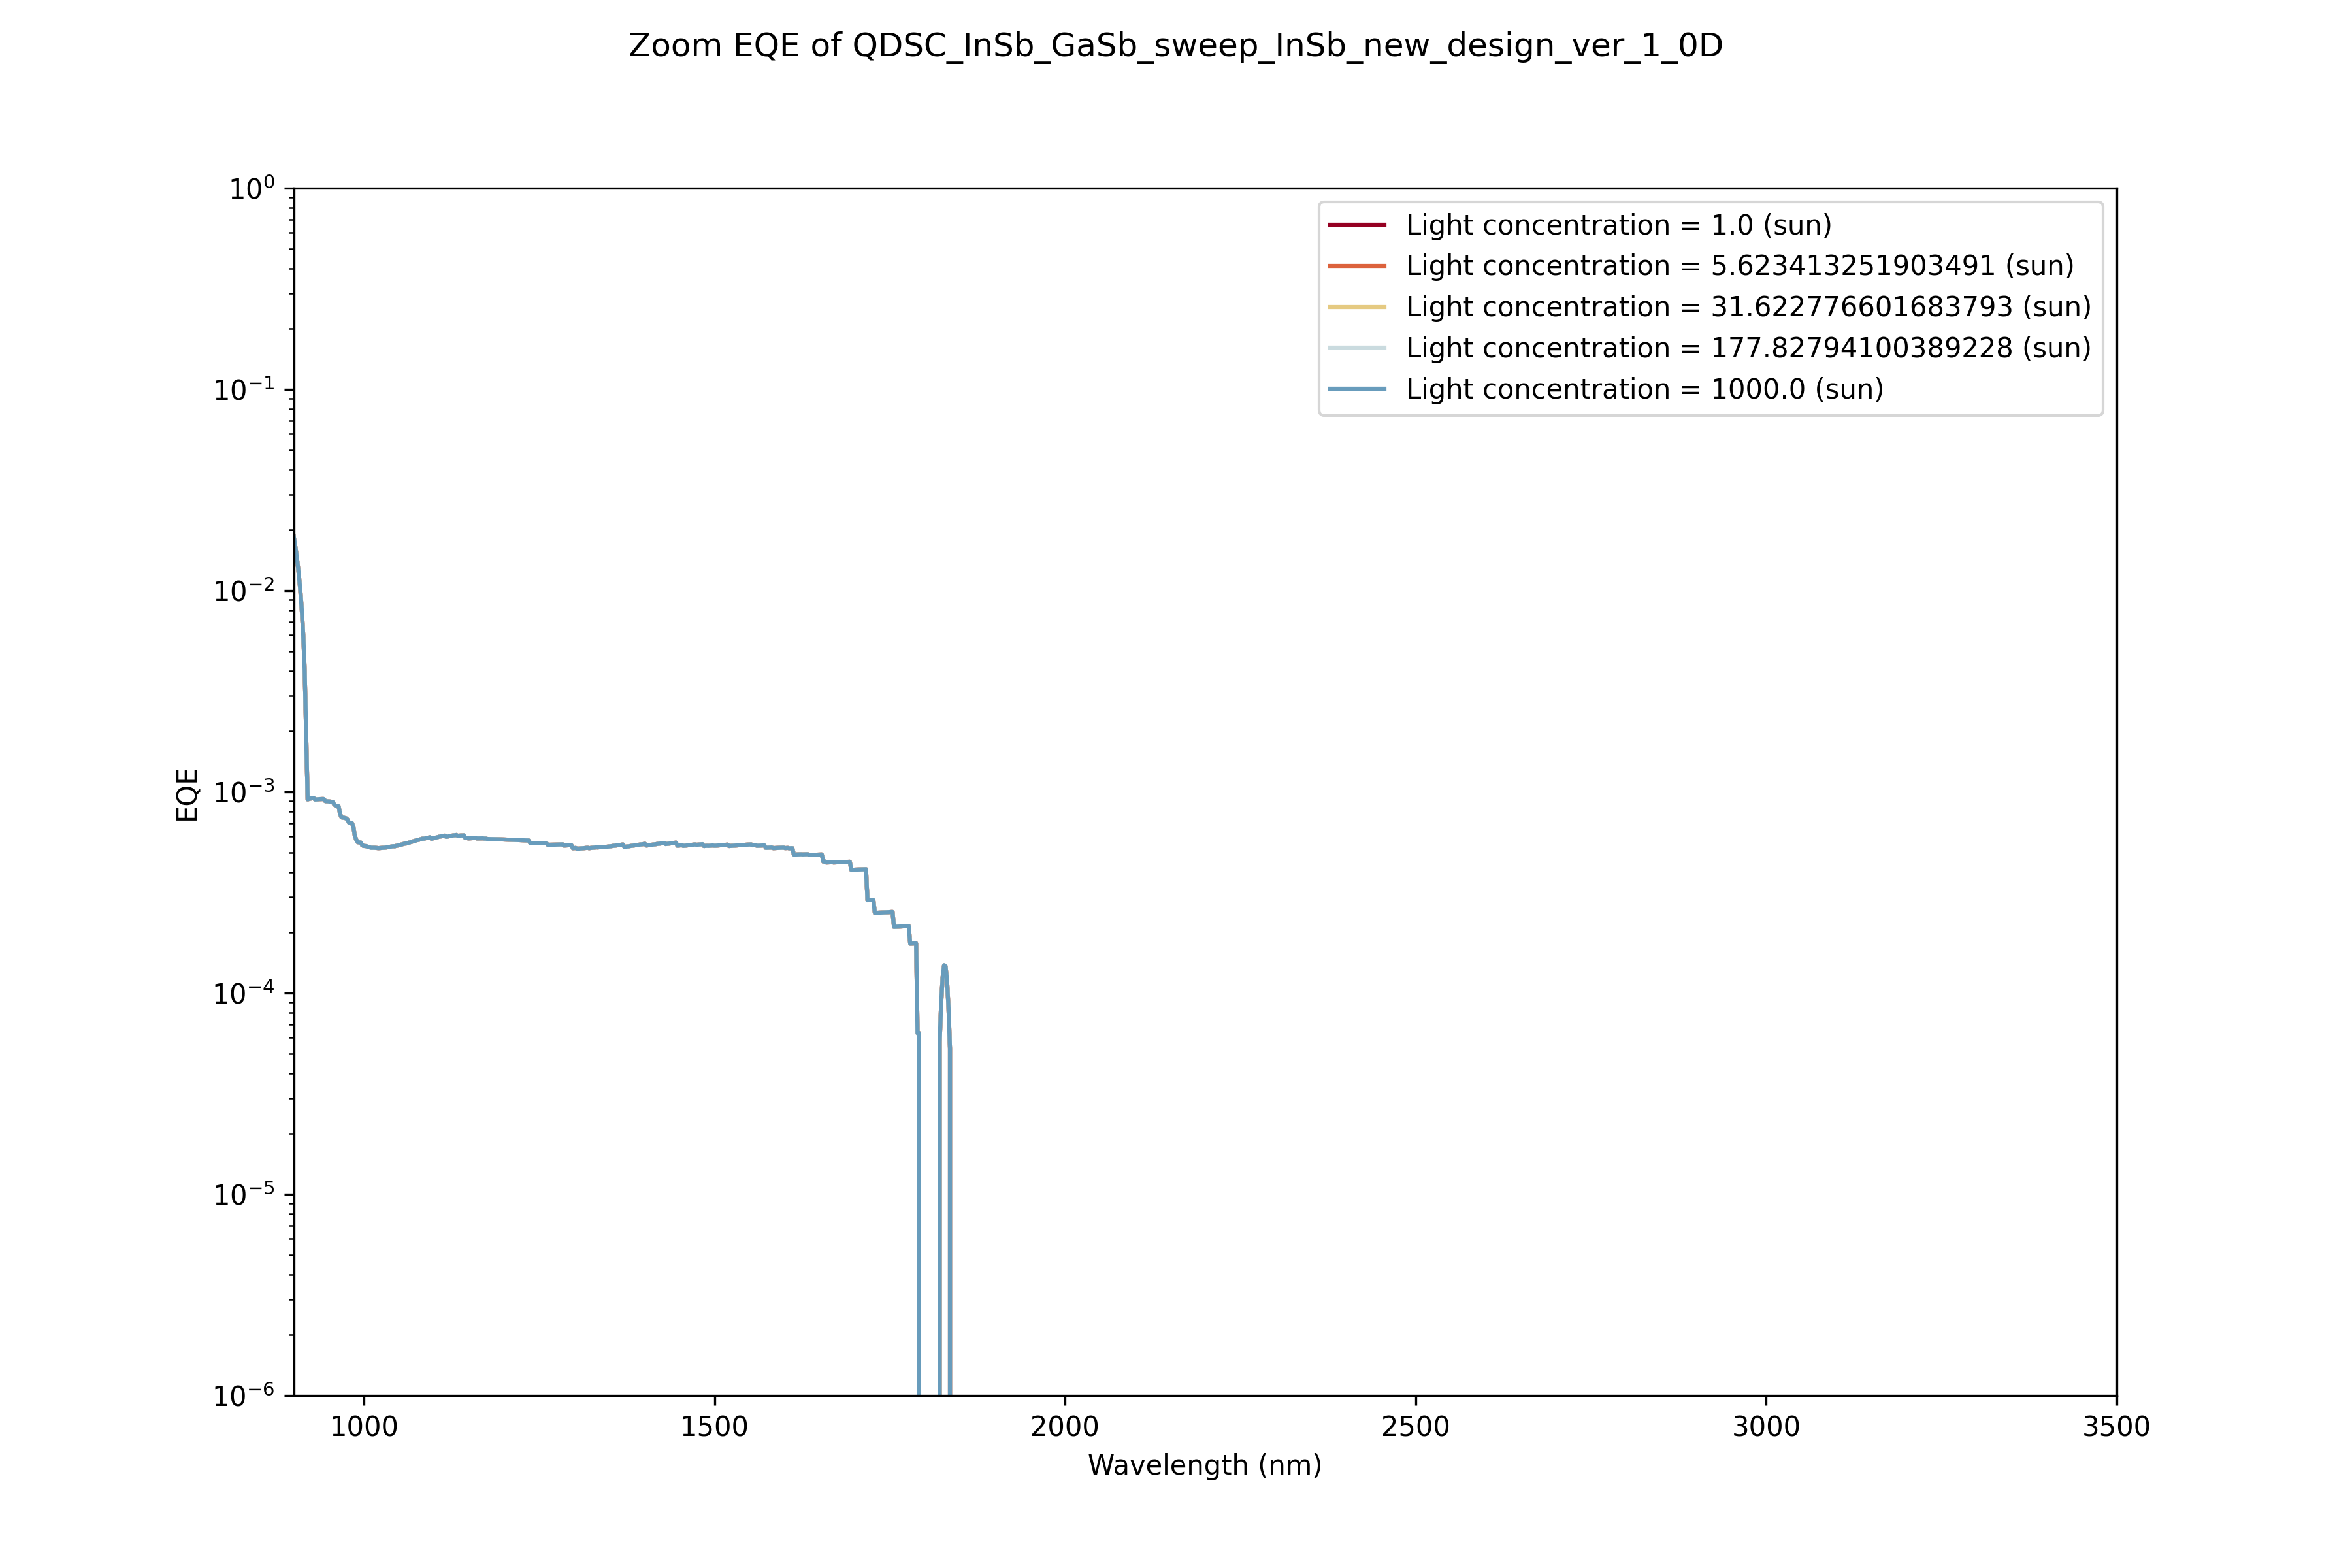 Zoom EQE of QDSC_InSb_GaSb_sweep_InSb_new_design_ver_1_0D
Light concentration = 1.0 (sun)
Light concentration = 5.623413251903491 (sun)
Light concentration = 31.622776601683793 (sun)
Light concentration = 177.82794100389228 (sun)
Light concentration = 1000.0 (sun)
EQE
10⁰
10⁻¹
10⁻²
10⁻³
10⁻⁴
10⁻⁵
10⁻⁶
1000 1500 2000 2500 3000 3500
Wavelength (nm)